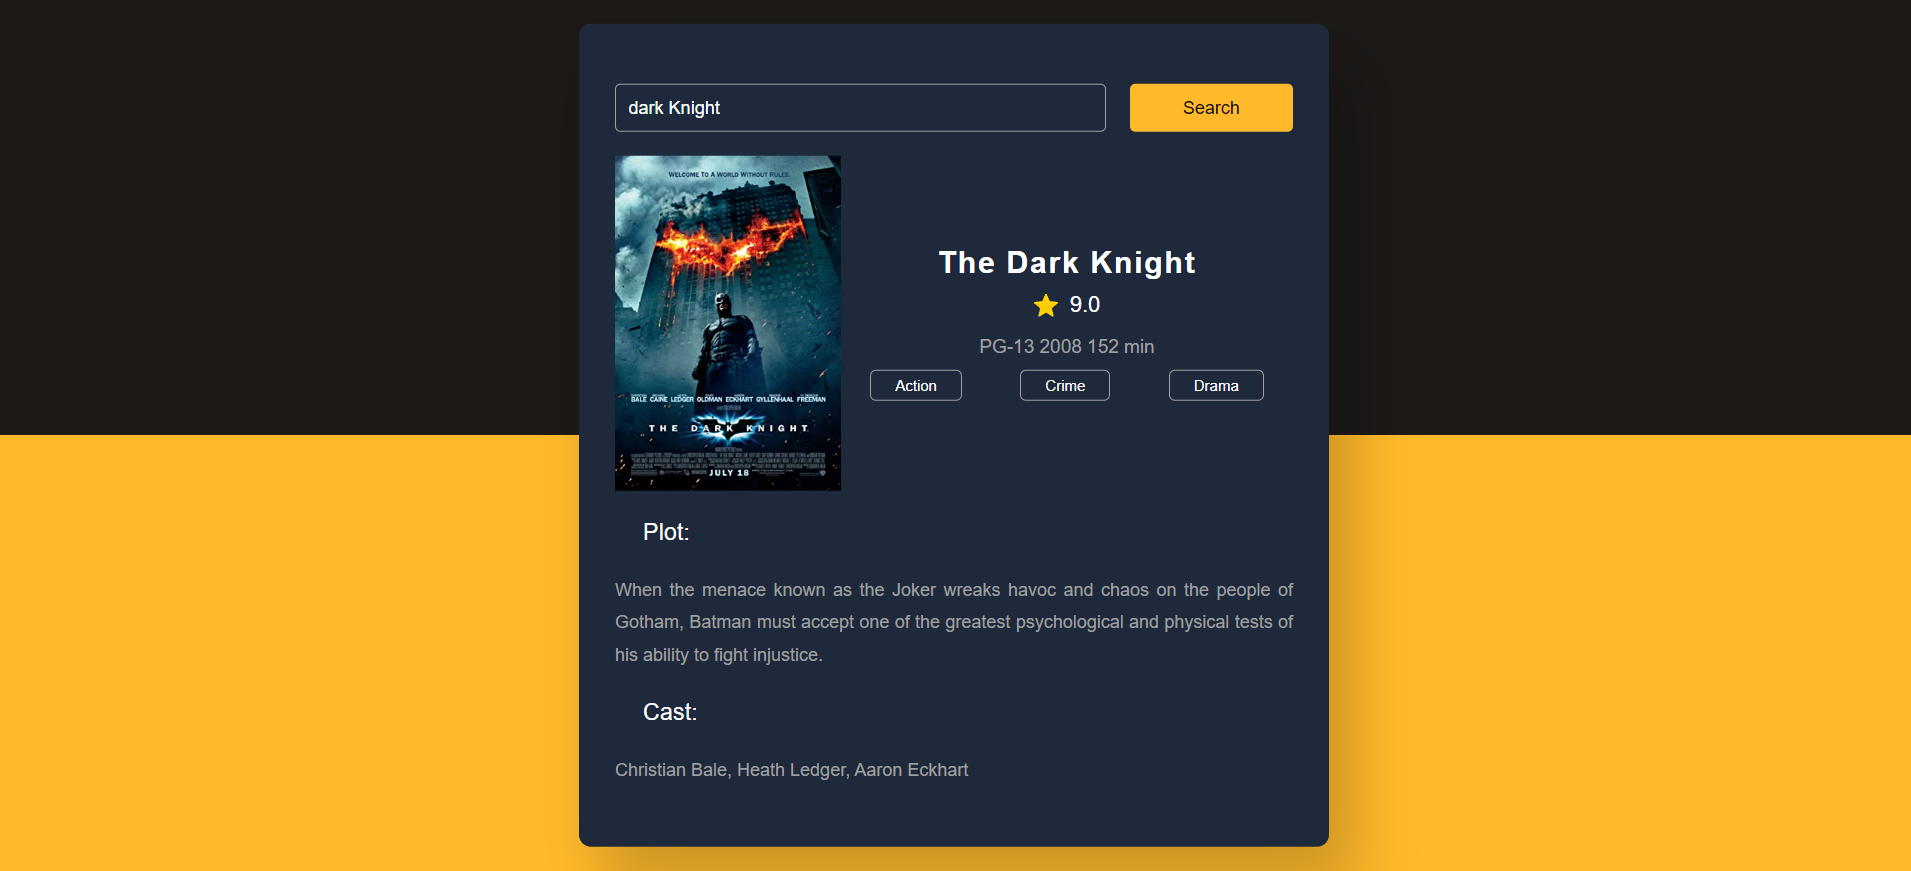 dark Knight
Search
WELCOME TO A WORLD WITHOUT RULES.
BALE CAINE LEDGER OLDMAN ECKHART GYLLENHAAL FREEMAN
THE DARK KNIGHT
JULY 18
The Dark Knight
9.0
PG-13 2008 152 min
Action
Crime
Drama
Plot:
When the menace known as the Joker wreaks havoc and chaos on the people of
Gotham, Batman must accept one of the greatest psychological and physical tests of
his ability to fight injustice.
Cast:
Christian Bale, Heath Ledger, Aaron Eckhart